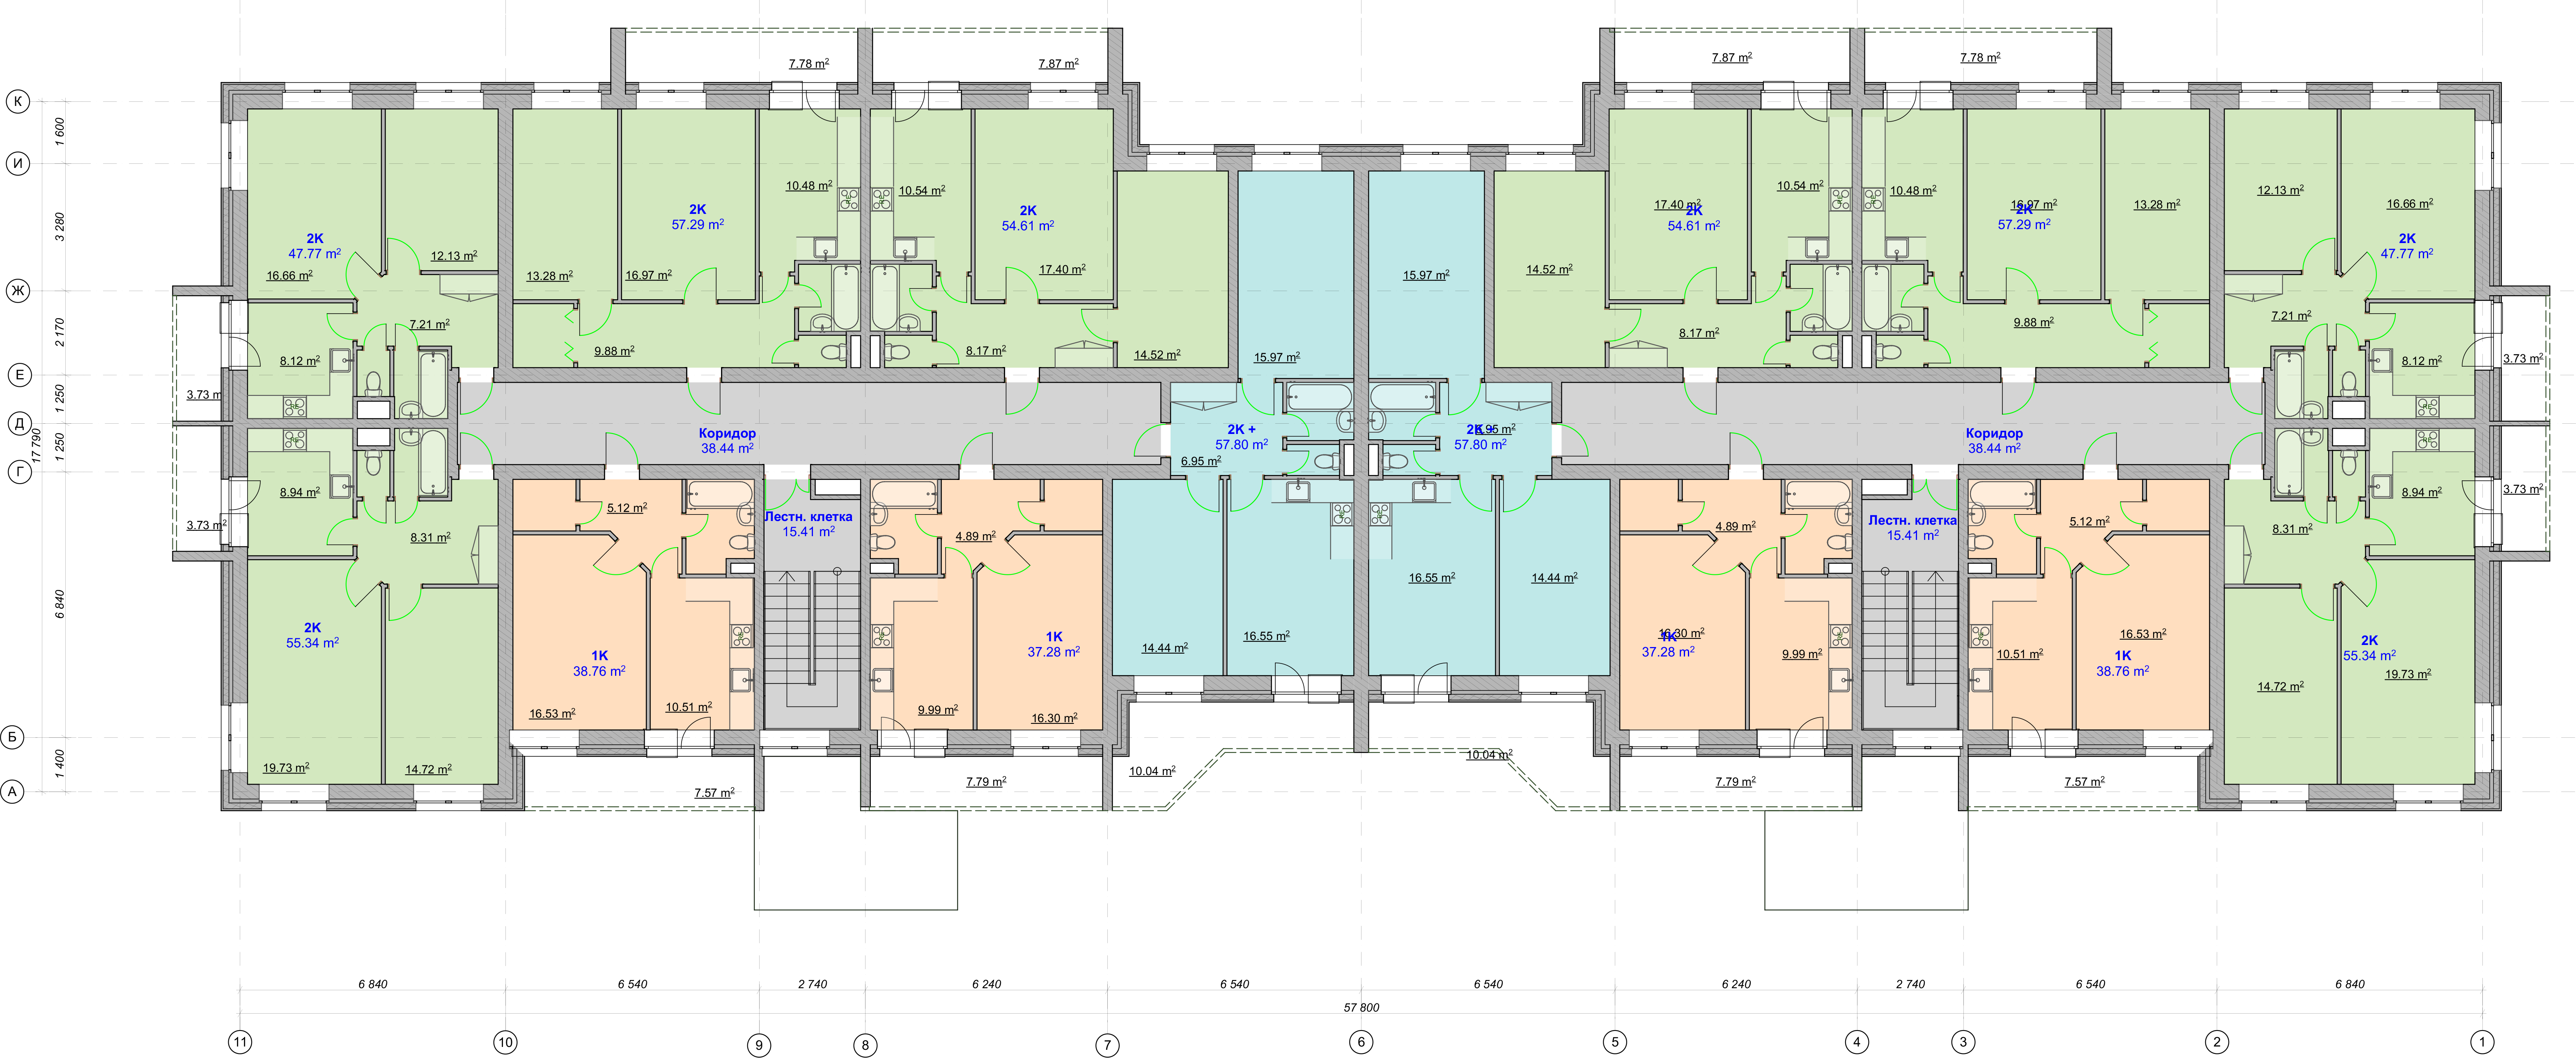 7.78 m²
7.87 m²
7.87 m²
7.78 m²
К
И
Ж
Е
Д
Г
Б
А
1 600
3 280
2 170
1 250
1 250
6 840
1 400
17 790
2K
47.77 m²
16.66 m²
12.13 m²
7.21 m²
8.12 m²
3.73 m
13.28 m²
2K
57.29 m²
16.97 m²
10.48 m²
9.88 m²
10.54 m²
2K
54.61 m²
17.40 m²
8.17 m²
14.52 m²
15.97 m²
2K +
57.80 m²
6.95 m²
15.97 m²
2K +
57.80 m²
6.95 m²
14.52 m²
17.40 m²
2K
54.61 m²
10.54 m²
8.17 m²
10.48 m²
16.97 m²
2K
57.29 m²
13.28 m²
9.88 m²
12.13 m²
16.66 m²
2K
47.77 m²
7.21 m²
8.12 m²
3.73 m²
Коридор
38.44 m²
Коридор
38.44 m²
3.73 m²
8.94 m²
8.31 m²
2K
55.34 m²
19.73 m²
14.72 m²
5.12 m²
1K
38.76 m²
16.53 m²
10.51 m²
7.57 m²
Лестн. клетка
15.41 m²
4.89 m²
1K
37.28 m²
9.99 m²
16.30 m²
7.79 m²
14.44 m²
16.55 m²
10.04 m²
16.55 m²
14.44 m²
10.04 m²
4.89 m²
16.30 m²
1K
37.28 m²
9.99 m²
7.79 m²
Лестн. клетка
15.41 m²
5.12 m²
16.53 m²
10.51 m²
1K
38.76 m²
7.57 m²
8.31 m²
8.94 m²
3.73 m²
2K
55.34 m²
14.72 m²
19.73 m²
6 840
6 540
2 740
6 240
6 540
6 540
6 240
2 740
6 540
6 840
57 800
11
10
9
8
7
6
5
4
3
2
1